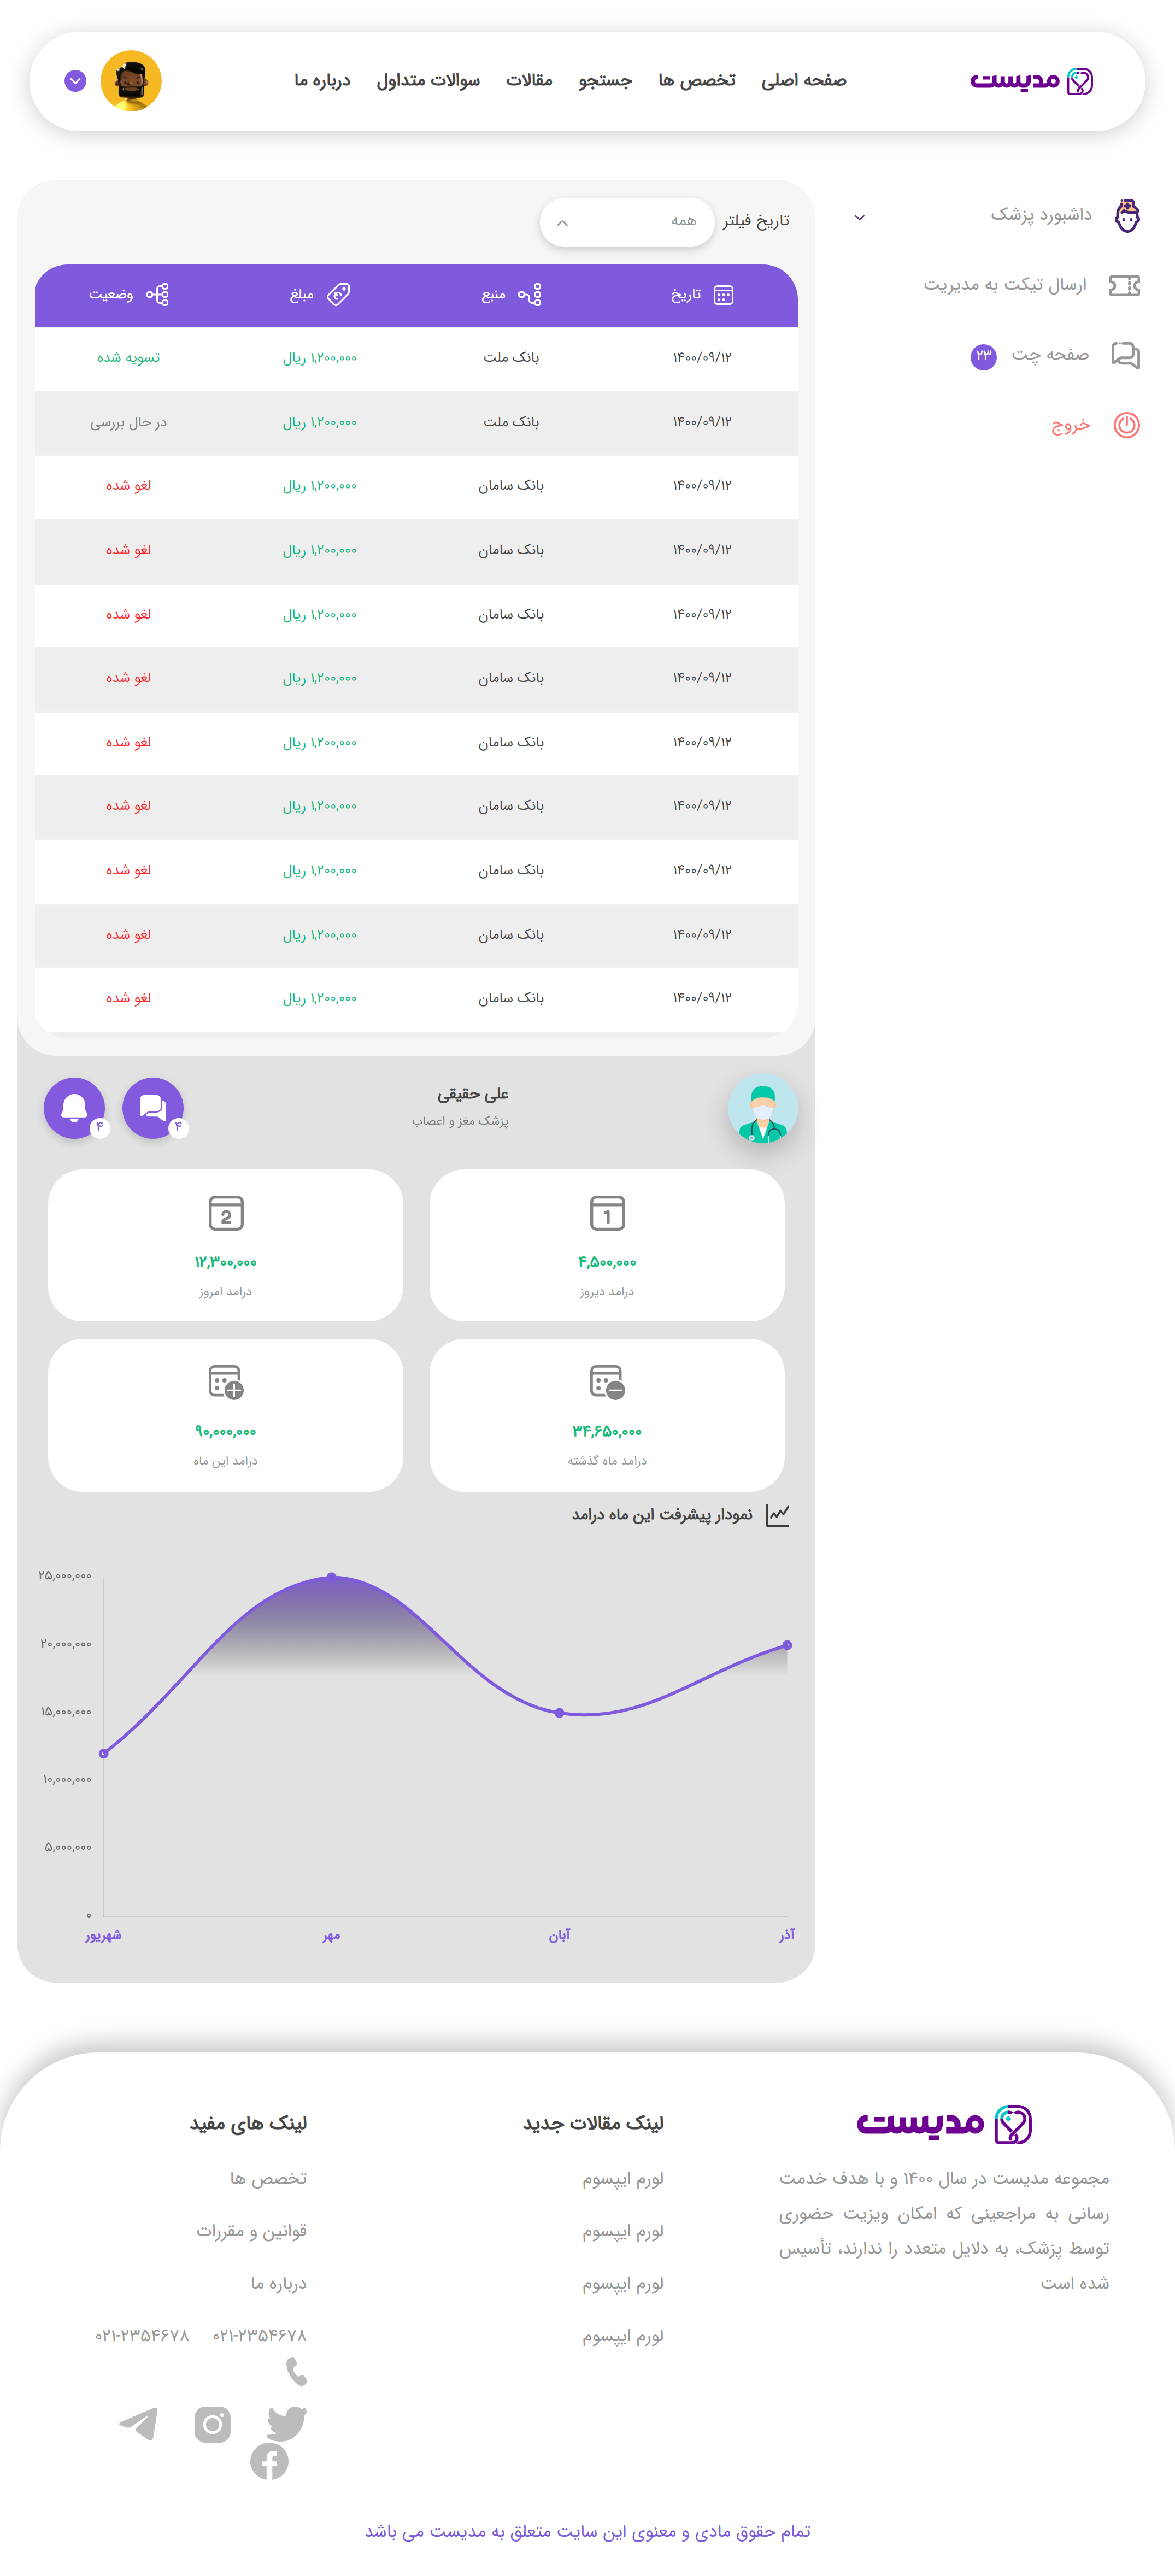 مدیست
صفحه اصلی تخصص ها جستجو مقالات سوالات متداول درباره ما
داشبورد پزشک
ارسال تیکت به مدیریت
صفحه چت ۲۳
خروج
تاریخ فیلتر همه
تاریخ منبع مبلغ وضعیت
۱۴۰۰/۰۹/۱۲ بانک ملت ۱,۲۰۰,۰۰۰ ریال تسویه شده
۱۴۰۰/۰۹/۱۲ بانک ملت ۱,۲۰۰,۰۰۰ ریال در حال بررسی
۱۴۰۰/۰۹/۱۲ بانک سامان ۱,۲۰۰,۰۰۰ ریال لغو شده
۱۴۰۰/۰۹/۱۲ بانک سامان ۱,۲۰۰,۰۰۰ ریال لغو شده
۱۴۰۰/۰۹/۱۲ بانک سامان ۱,۲۰۰,۰۰۰ ریال لغو شده
۱۴۰۰/۰۹/۱۲ بانک سامان ۱,۲۰۰,۰۰۰ ریال لغو شده
۱۴۰۰/۰۹/۱۲ بانک سامان ۱,۲۰۰,۰۰۰ ریال لغو شده
۱۴۰۰/۰۹/۱۲ بانک سامان ۱,۲۰۰,۰۰۰ ریال لغو شده
۱۴۰۰/۰۹/۱۲ بانک سامان ۱,۲۰۰,۰۰۰ ریال لغو شده
۱۴۰۰/۰۹/۱۲ بانک سامان ۱,۲۰۰,۰۰۰ ریال لغو شده
۱۴۰۰/۰۹/۱۲ بانک سامان ۱,۲۰۰,۰۰۰ ریال لغو شده
علی حقیقی
پزشک مغز و اعصاب
۴ ۴
1 2
۴,۵۰۰,۰۰۰ ۱۲,۳۰۰,۰۰۰
درامد دیروز درامد امروز
۳۴,۶۵۰,۰۰۰ ۹۰,۰۰۰,۰۰۰
درامد ماه گذشته درامد این ماه
نمودار پیشرفت این ماه درامد
۲۵,۰۰۰,۰۰۰
۲۰,۰۰۰,۰۰۰
۱۵,۰۰۰,۰۰۰
۱۰,۰۰۰,۰۰۰
۵,۰۰۰,۰۰۰
۰
آذر آبان مهر شهریور
مدیست
مجموعه مدیست در سال ۱۴۰۰ و با هدف خدمت
رسانی به مراجعینی که امکان ویزیت حضوری
توسط پزشک، به دلایل متعدد را ندارند، تأسیس
شده است
لینک مقالات جدید
لورم ایپسوم
لورم ایپسوم
لورم ایپسوم
لورم ایپسوم
لینک های مفید
تخصص ها
قوانین و مقررات
درباره ما
۰۲۱-۲۳۵۴۶۷۸ ۰۲۱-۲۳۵۴۶۷۸
تمام حقوق مادی و معنوی این سایت متعلق به مدیست می باشد